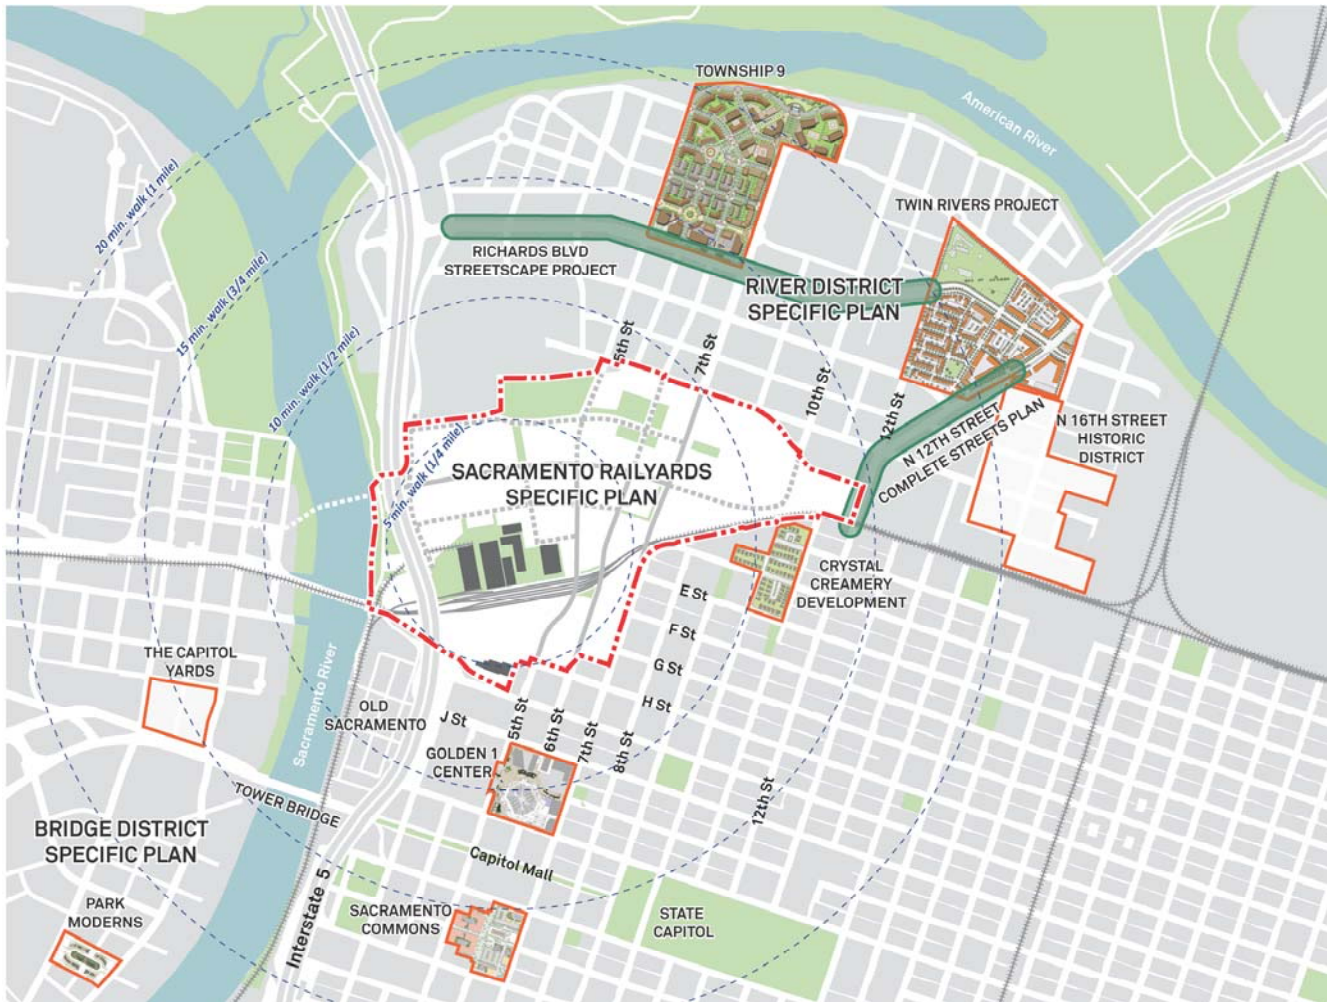 TOWNSHIP 9
American River
20 min. walk (1 mile)
15 min. walk (3/4 mile)
10 min. walk (1/2 mile)
5 min. walk (1/4 mile)
TWIN RIVERS PROJECT
RICHARDS BLVD
STREETSCAPE PROJECT
RIVER DISTRICT
SPECIFIC PLAN
5th St
7th St
10th St
12th St
N 12TH STREET
COMPLETE STREETS PLAN
N 16TH STREET
HISTORIC
DISTRICT
SACRAMENTO RAILYARDS
SPECIFIC PLAN
CRYSTAL
CREAMERY
DEVELOPMENT
E St
F St
G St
H St
THE CAPITOL
YARDS
Sacramento River
OLD
SACRAMENTO
J St
5th St
6th St
7th St
8th St
12th St
GOLDEN 1
CENTER
TOWER BRIDGE
BRIDGE DISTRICT
SPECIFIC PLAN
Capitol Mall
Interstate 5
PARK
MODERNS
SACRAMENTO
COMMONS
STATE
CAPITOL